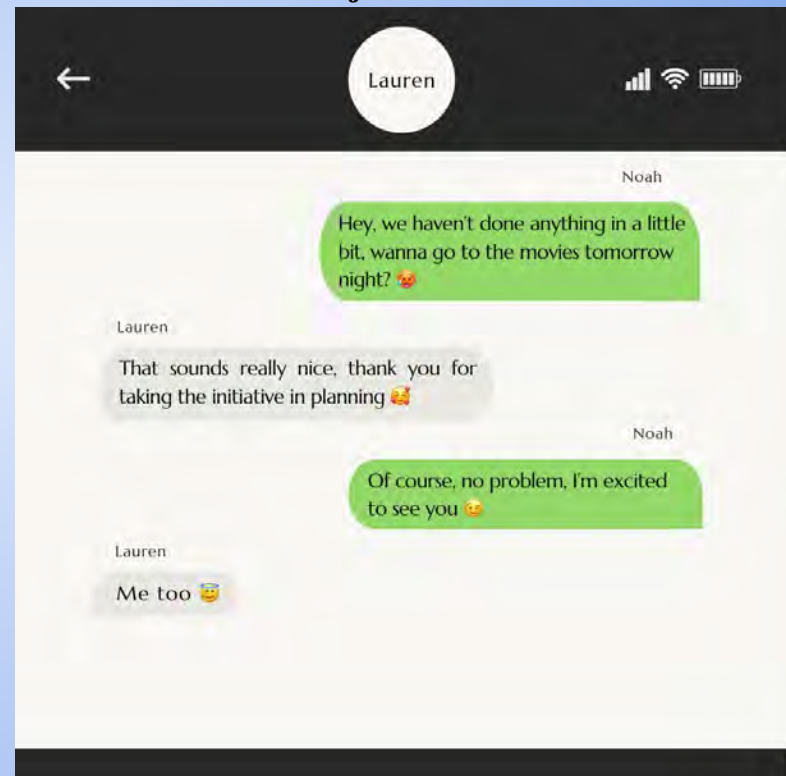 Lauren
Noah
Hey, we haven't done anything in a little
bit, wanna go to the movies tomorrow
night? 🥵
Lauren
That sounds really nice, thank you for
taking the initiative in planning 🥰
Noah
Of course, no problem, I'm excited
to see you 😉
Lauren
Me too 😇